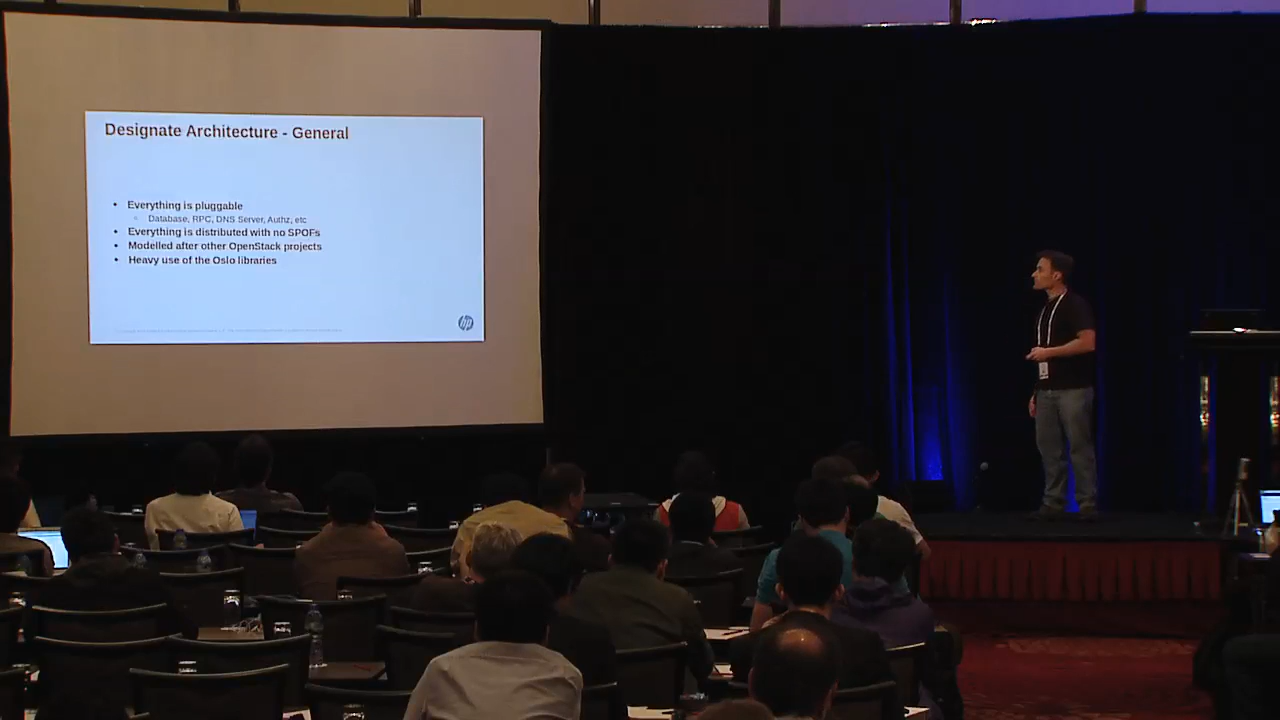 Designate Architecture - General
• Everything is pluggable
◦ Database, RPC, DNS Server, Authz, etc
• Everything is distributed with no SPOFs
• Modelled after other OpenStack projects
• Heavy use of the Oslo libraries
hp